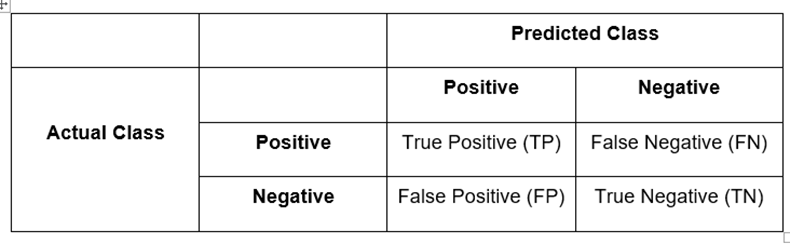 Predicted Class
Positive Negative
Actual Class
Positive True Positive (TP) False Negative (FN)
Negative False Positive (FP) True Negative (TN)